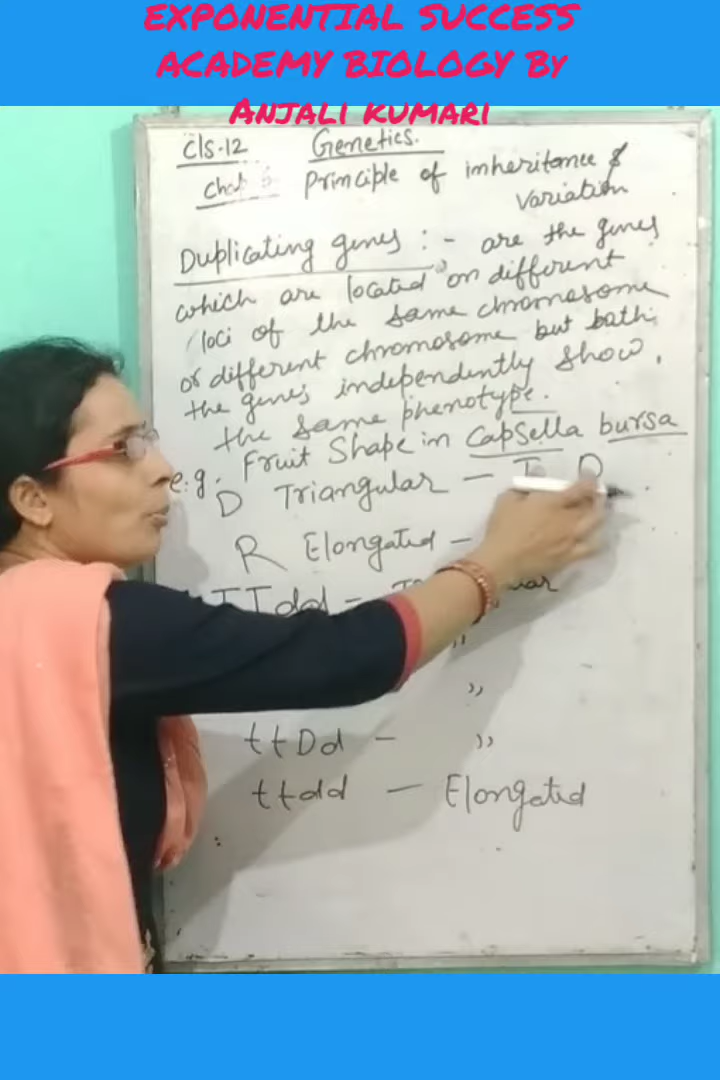 EXPONENTIAL SUCCESS
ACADEMY BIOLOGY By
ANJALI KUMARI
Cls.12 Genetics.
Principle of inheritance &
variation
Duplicating genes :- are the genes
which are located on different
loci of the same chromosome
or different chromosome but both
the genes independently show
the same phenotype.
e.g. Fruit Shape in Capsella bursa
D Triangular — T D
R Elongated —
TTdd —
"
"
ttDd — "
ttdd — Elongated